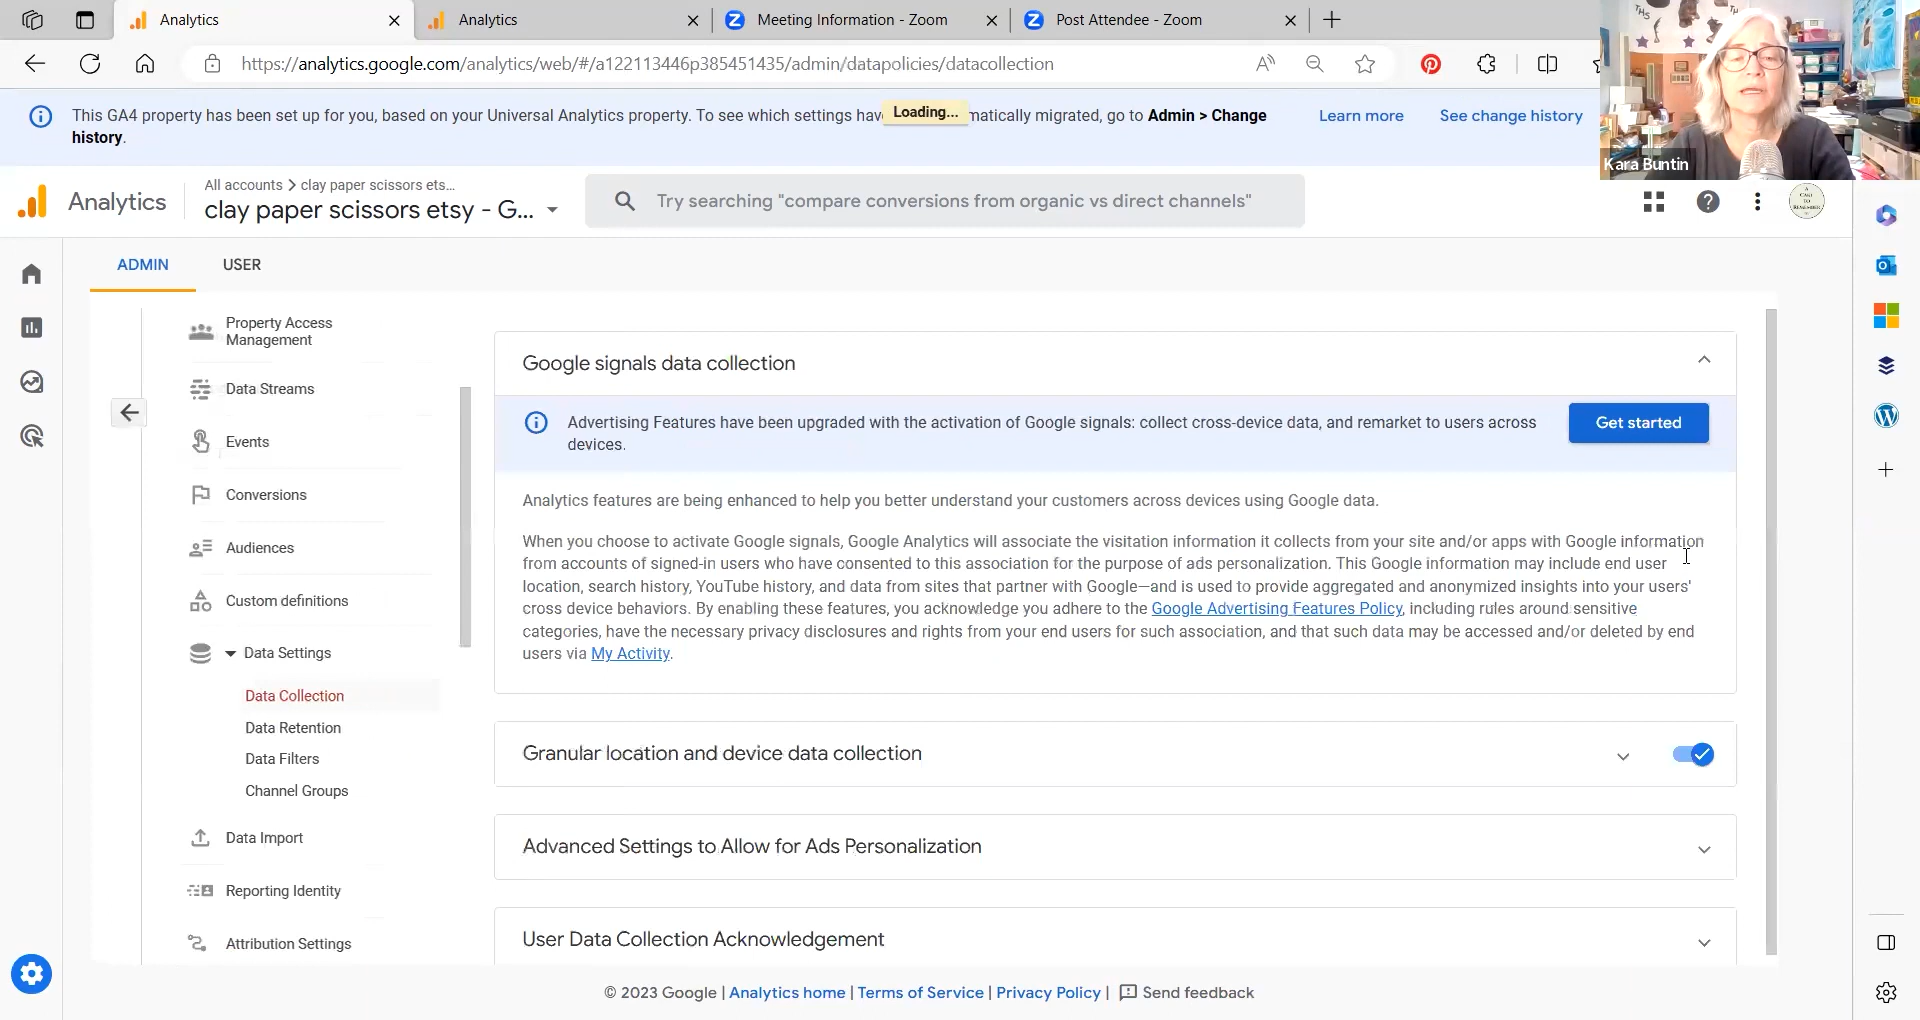 Analytics
Analytics
Meeting Information - Zoom
Post Attendee - Zoom
https://analytics.google.com/analytics/web/#/a122113446p385451435/admin/datapolicies/datacollection
This GA4 property has been set up for you, based on your Universal Analytics property. To see which settings hav
Loading...
matically migrated, go to Admin > Change
history.
Learn more
See change history
Kara Buntin
Analytics
All accounts > clay paper scissors ets...
clay paper scissors etsy - G...
Try searching "compare conversions from organic vs direct channels"
ADMIN
USER
Property Access
Management
Data Streams
Events
Conversions
Audiences
Custom definitions
Data Settings
Data Collection
Data Retention
Data Filters
Channel Groups
Data Import
Reporting Identity
Attribution Settings
Google signals data collection
Advertising Features have been upgraded with the activation of Google signals: collect cross-device data, and remarket to users across
devices.
Get started
Analytics features are being enhanced to help you better understand your customers across devices using Google data.
When you choose to activate Google signals, Google Analytics will associate the visitation information it collects from your site and/or apps with Google information
from accounts of signed-in users who have consented to this association for the purpose of ads personalization. This Google information may include end user
location, search history, YouTube history, and data from sites that partner with Google—and is used to provide aggregated and anonymized insights into your users'
cross device behaviors. By enabling these features, you acknowledge you adhere to the Google Advertising Features Policy, including rules around sensitive
categories, have the necessary privacy disclosures and rights from your end users for such association, and that such data may be accessed and/or deleted by end
users via My Activity.
Granular location and device data collection
Advanced Settings to Allow for Ads Personalization
User Data Collection Acknowledgement
© 2023 Google | Analytics home | Terms of Service | Privacy Policy | Send feedback